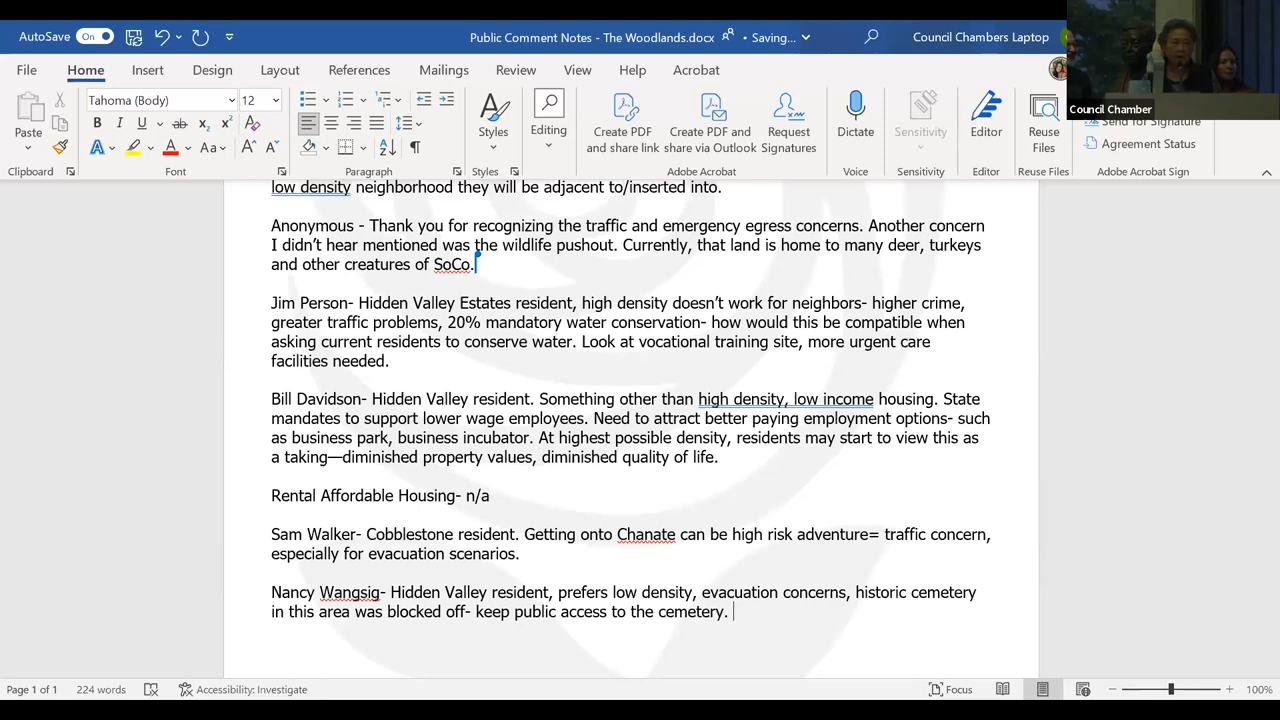 AutoSave On Public Comment Notes - The Woodlands.docx • Saving... Council Chambers Laptop
Council Chamber
File Home Insert Design Layout References Mailings Review View Help Acrobat
Tahoma (Body) 12
Paste
Styles
Editing
Create PDF and share link
Create PDF and share via Outlook
Request Signatures
Dictate
Sensitivity
Editor
Reuse Files
Send for Signature
Agreement Status
Clipboard Font Paragraph Styles Adobe Acrobat Voice Sensitivity Editor Reuse Files Adobe Acrobat Sign
low density neighborhood they will be adjacent to/inserted into.
Anonymous - Thank you for recognizing the traffic and emergency egress concerns. Another concern
I didn’t hear mentioned was the wildlife pushout. Currently, that land is home to many deer, turkeys
and other creatures of SoCo.
Jim Person- Hidden Valley Estates resident, high density doesn’t work for neighbors- higher crime,
greater traffic problems, 20% mandatory water conservation- how would this be compatible when
asking current residents to conserve water. Look at vocational training site, more urgent care
facilities needed.
Bill Davidson- Hidden Valley resident. Something other than high density, low income housing. State
mandates to support lower wage employees. Need to attract better paying employment options- such
as business park, business incubator. At highest possible density, residents may start to view this as
a taking—diminished property values, diminished quality of life.
Rental Affordable Housing- n/a
Sam Walker- Cobblestone resident. Getting onto Chanate can be high risk adventure= traffic concern,
especially for evacuation scenarios.
Nancy Wangsig- Hidden Valley resident, prefers low density, evacuation concerns, historic cemetery
in this area was blocked off- keep public access to the cemetery.
Page 1 of 1 224 words Accessibility: Investigate Focus 100%